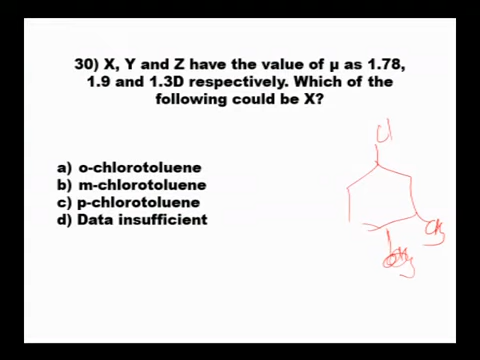 30) X, Y and Z have the value of μ as 1.78,
1.9 and 1.3D respectively. Which of the
following could be X?
Cl
a) o-chlorotoluene
b) m-chlorotoluene
c) p-chlorotoluene
d) Data insufficient
CH3
CH3